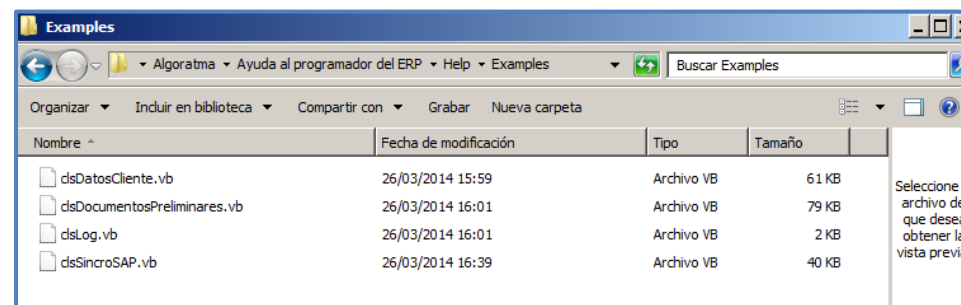 Examples
Algoratma Ayuda al programador del ERP Help Examples Buscar Examples
Organizar Incluir en biblioteca Compartir con Grabar Nueva carpeta
Nombre Fecha de modificación Tipo Tamaño
clsDatosCliente.vb 26/03/2014 15:59 Archivo VB 61 KB
clsDocumentosPreliminares.vb 26/03/2014 16:01 Archivo VB 79 KB
clsLog.vb 26/03/2014 16:01 Archivo VB 2 KB
clsSincroSAP.vb 26/03/2014 16:39 Archivo VB 40 KB
Seleccione
archivo de
que desea
obtener la
vista previa